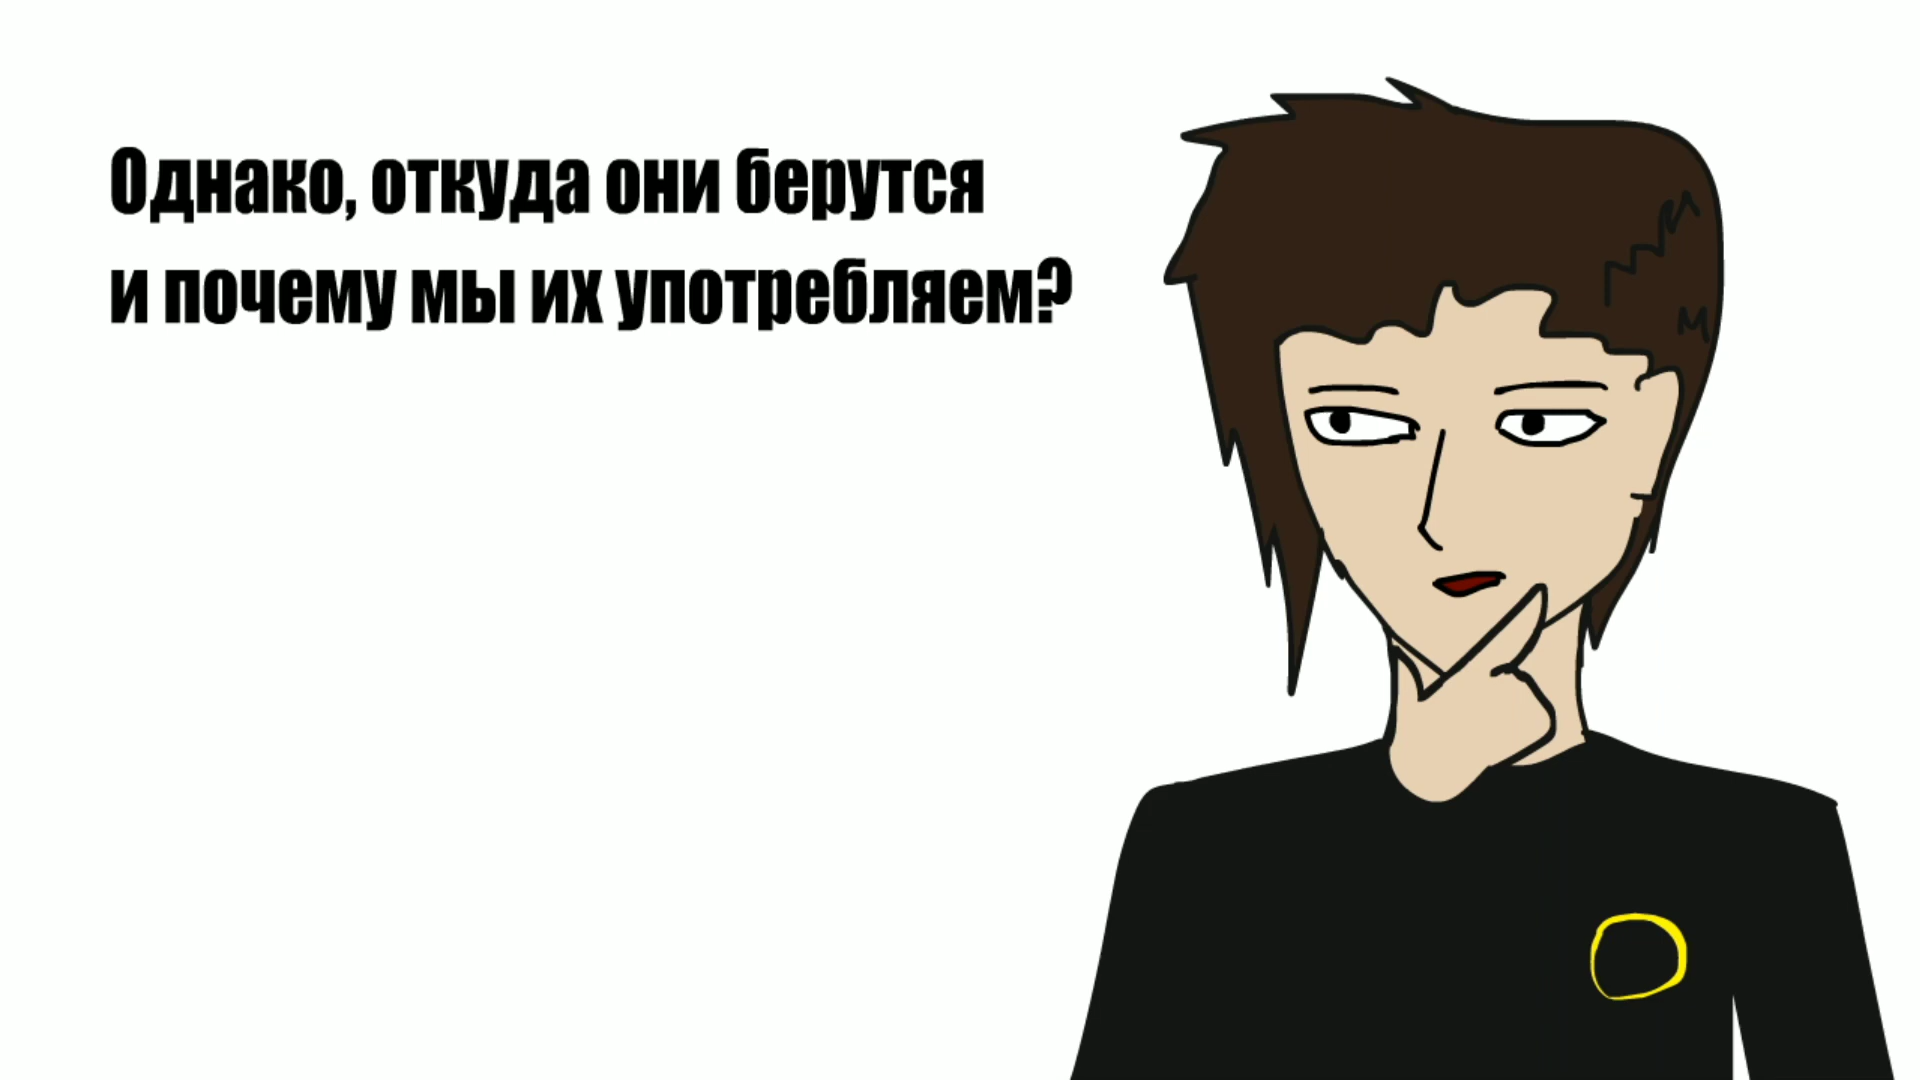 Однако, откуда они берутся
и почему мы их употребляем?